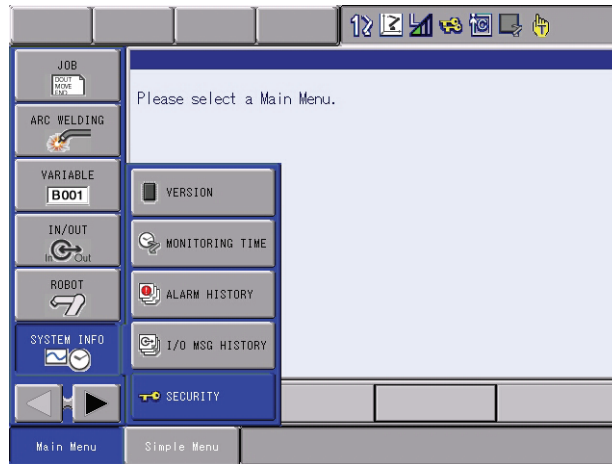 JOB
DOUT
MOVE
END
Please select a Main Menu.
ARC WELDING
VARIABLE
B001
VERSION
IN/OUT
In Out
MONITORING TIME
ROBOT
ALARM HISTORY
SYSTEM INFO
I/O MSG HISTORY
SECURITY
Main Menu
Simple Menu